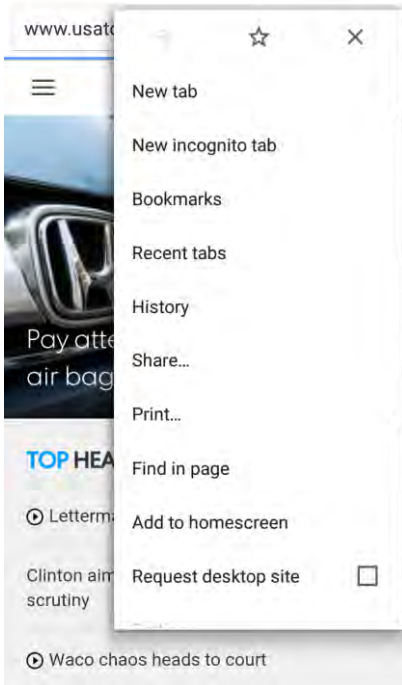 www.usato
New tab
New incognito tab
Bookmarks
Recent tabs
History
Pay atte
Share...
air bag
Print...
TOP HEA
Find in page
Letterma
Add to homescreen
Clinton aim
Request desktop site
scrutiny
Waco chaos heads to court